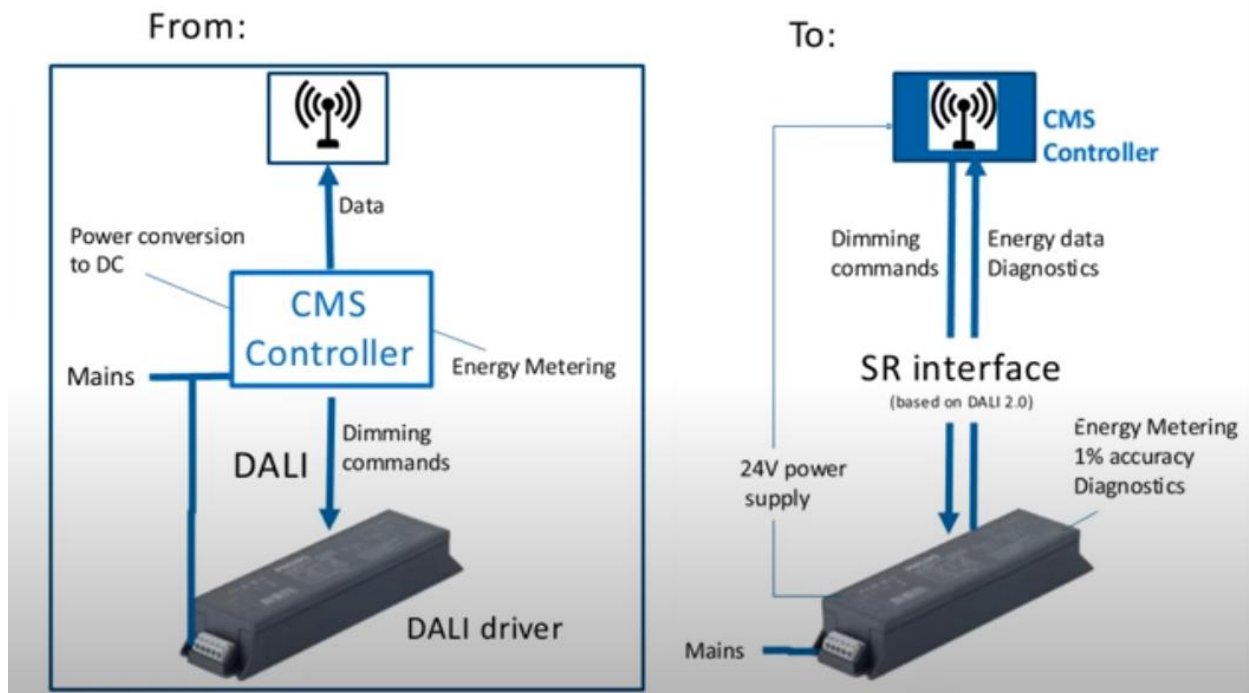 From:
Data
Power conversion
to DC
CMS
Controller
Mains
Energy Metering
DALI
Dimming
commands
DALI driver
To:
CMS
Controller
Dimming
commands
Energy data
Diagnostics
SR interface
(based on DALI 2.0)
24V power
supply
Energy Metering
1% accuracy
Diagnostics
Mains